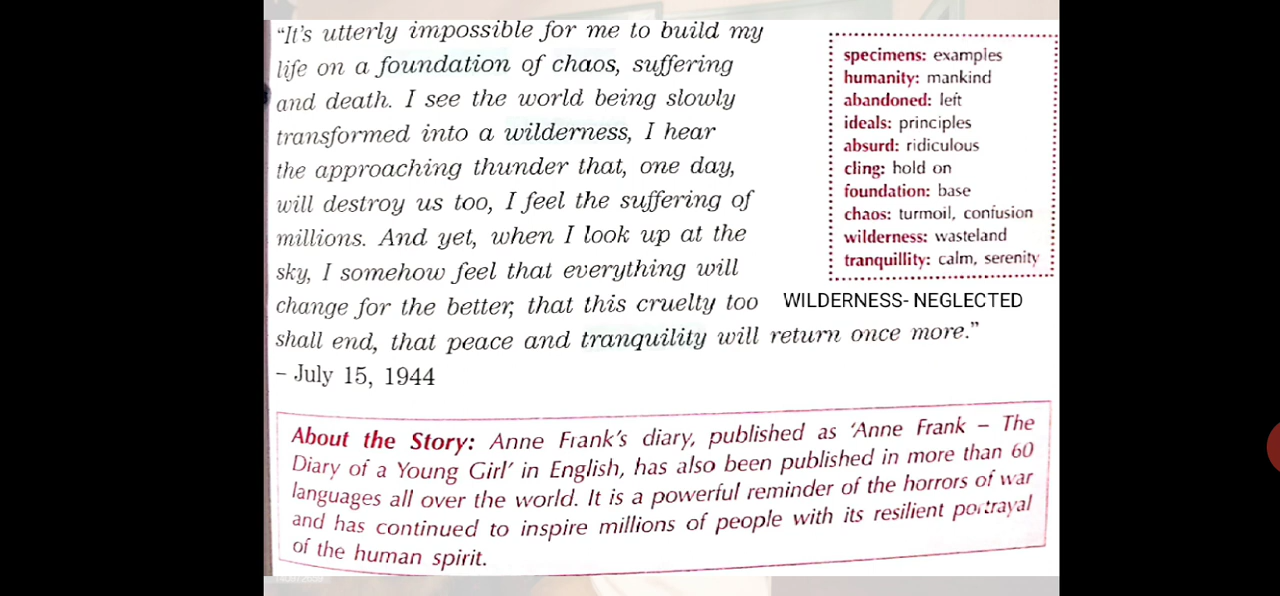 “It's utterly impossible for me to build my
life on a foundation of chaos, suffering
and death. I see the world being slowly
transformed into a wilderness, I hear
the approaching thunder that, one day,
will destroy us too, I feel the suffering of
millions. And yet, when I look up at the
sky, I somehow feel that everything will
change for the better, that this cruelty too
shall end, that peace and tranquility will return once more.”
– July 15, 1944
specimens: examples
humanity: mankind
abandoned: left
ideals: principles
absurd: ridiculous
cling: hold on
foundation: base
chaos: turmoil, confusion
wilderness: wasteland
tranquillity: calm, serenity
WILDERNESS- NEGLECTED
About the Story: Anne Frank's diary, published as ‘Anne Frank – The
Diary of a Young Girl’ in English, has also been published in more than 60
languages all over the world. It is a powerful reminder of the horrors of war
and has continued to inspire millions of people with its resilient portrayal
of the human spirit.